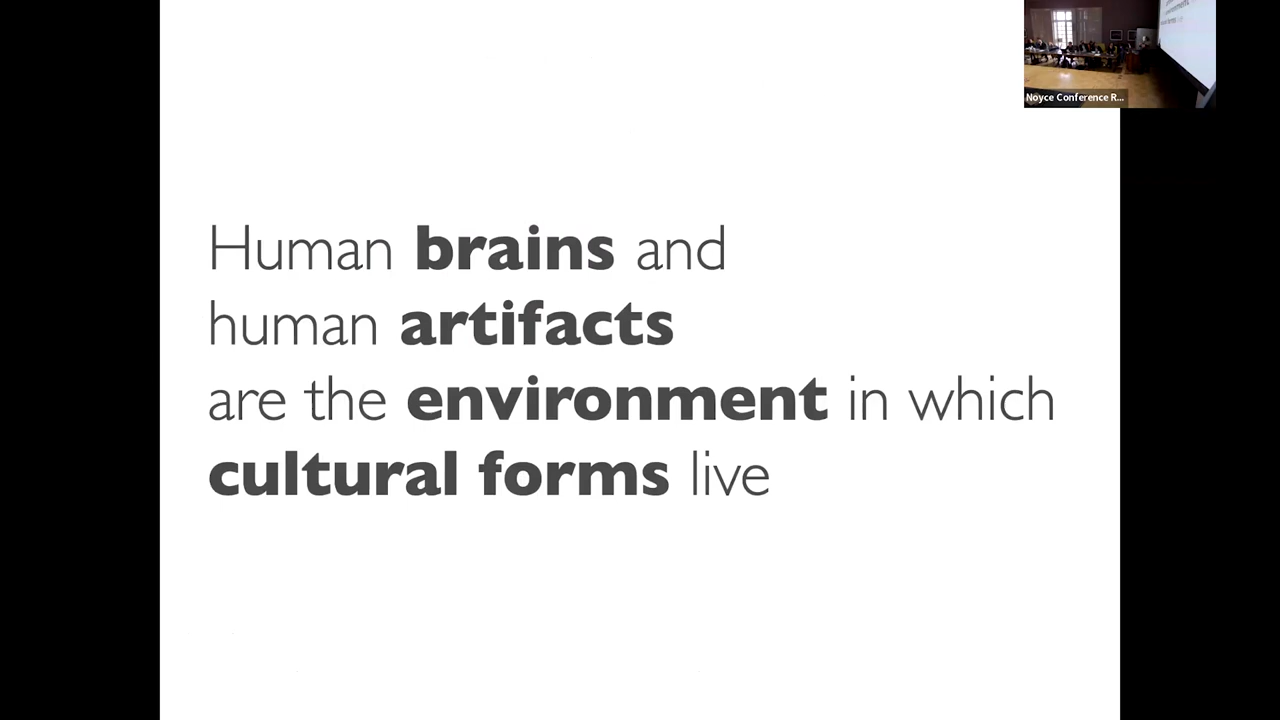 Human brains and
human artifacts
are the environment in which
cultural forms live
Noyce Conference R...